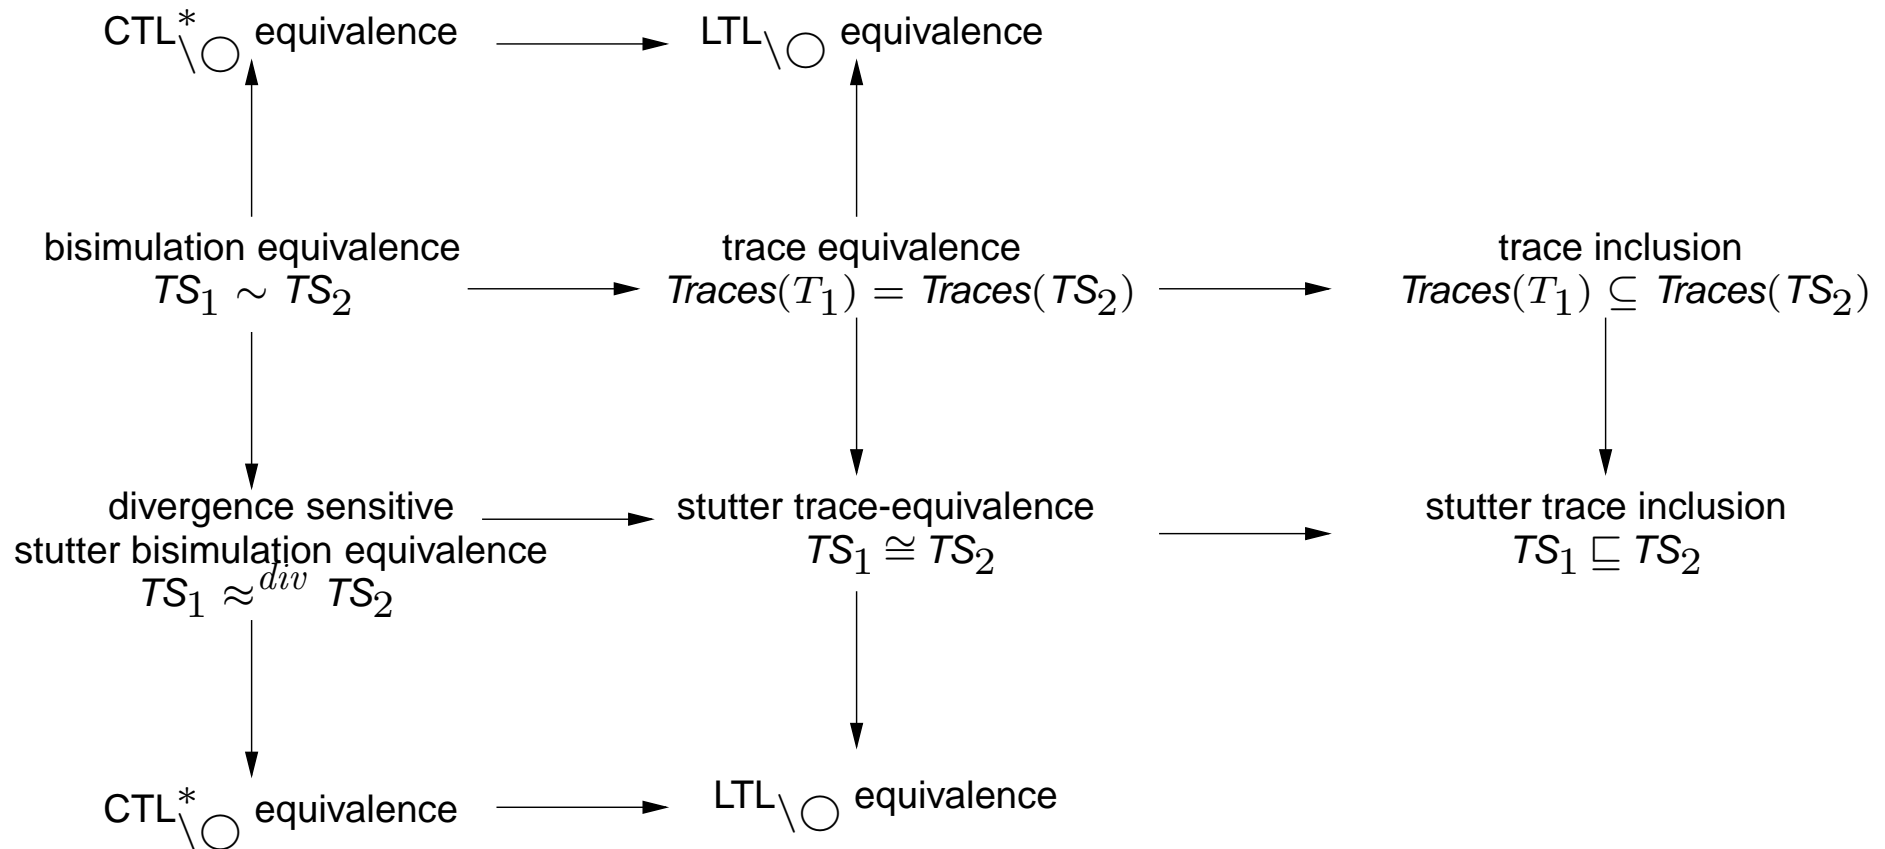 CTL*\◯ equivalence
LTL\◯ equivalence
bisimulation equivalence
TS1 ∼ TS2
trace equivalence
Traces(T1) = Traces(TS2)
trace inclusion
Traces(T1) ⊆ Traces(TS2)
divergence sensitive
stutter bisimulation equivalence
TS1 ≈div TS2
stutter trace-equivalence
TS1 ≅ TS2
stutter trace inclusion
TS1 ⊑ TS2
CTL*\◯ equivalence
LTL\◯ equivalence